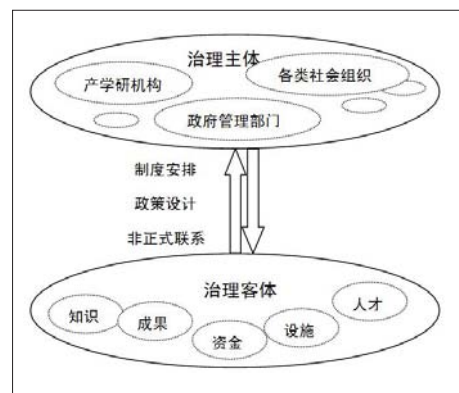 治理主体
产学研机构
各类社会组织
政府管理部门
制度安排
政策设计
非正式联系
治理客体
知识
成果
资金
设施
人才